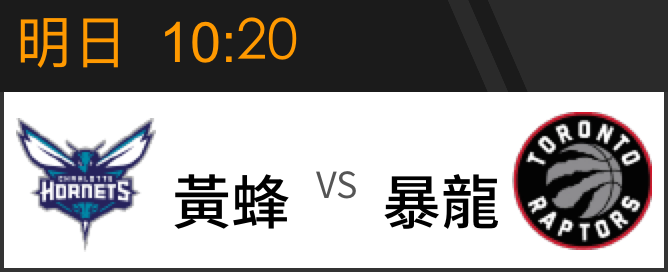 明日 10:20
CHARLOTTE
HORNETS
黃蜂 VS 暴龍
TORONTO
RAPTORS